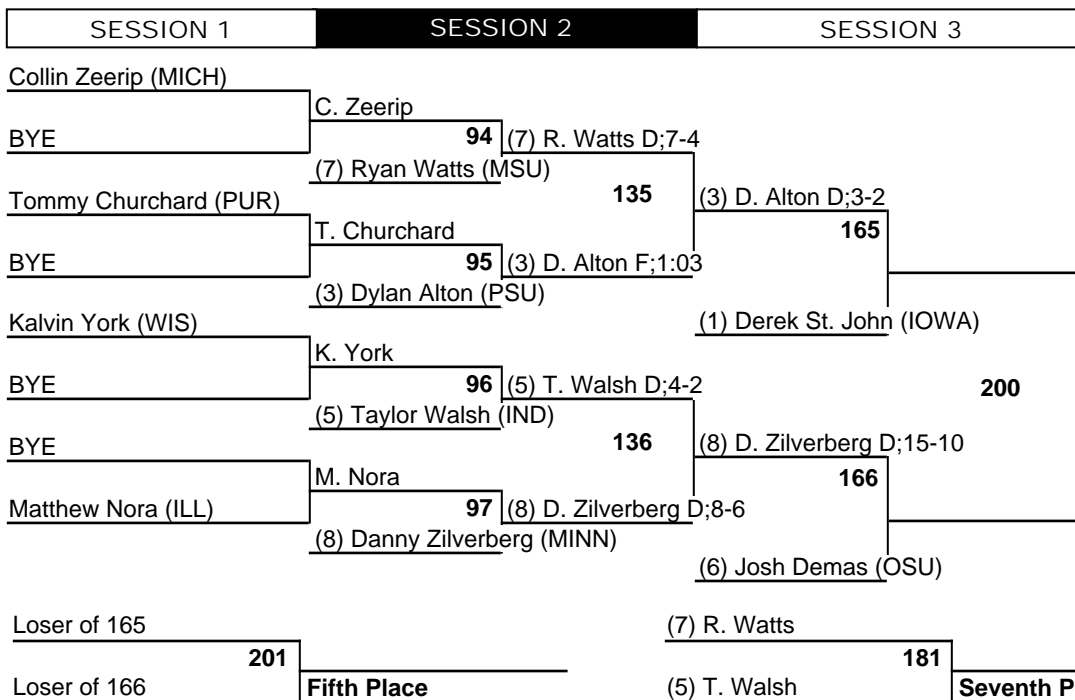 SESSION 1 SESSION 2 SESSION 3
Collin Zeerip (MICH)
C. Zeerip
BYE 94 (7) R. Watts D;7-4
(7) Ryan Watts (MSU)
Tommy Churchard (PUR) 135 (3) D. Alton D;3-2
T. Churchard 165
BYE 95 (3) D. Alton F;1:03
(3) Dylan Alton (PSU)
Kalvin York (WIS) (1) Derek St. John (IOWA)
K. York
BYE 96 (5) T. Walsh D;4-2 200
(5) Taylor Walsh (IND)
BYE 136 (8) D. Zilverberg D;15-10
M. Nora 166
Matthew Nora (ILL) 97 (8) D. Zilverberg D;8-6
(8) Danny Zilverberg (MINN)
(6) Josh Demas (OSU)
Loser of 165 (7) R. Watts
201 181
Loser of 166 Fifth Place (5) T. Walsh Seventh P